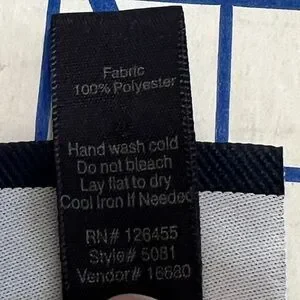 Fabric
100% Polyester
Hand wash cold
Do not bleach
Lay flat to dry
Cool Iron If Needed
RN# 126455
Style# 5081
Vendor# 16680